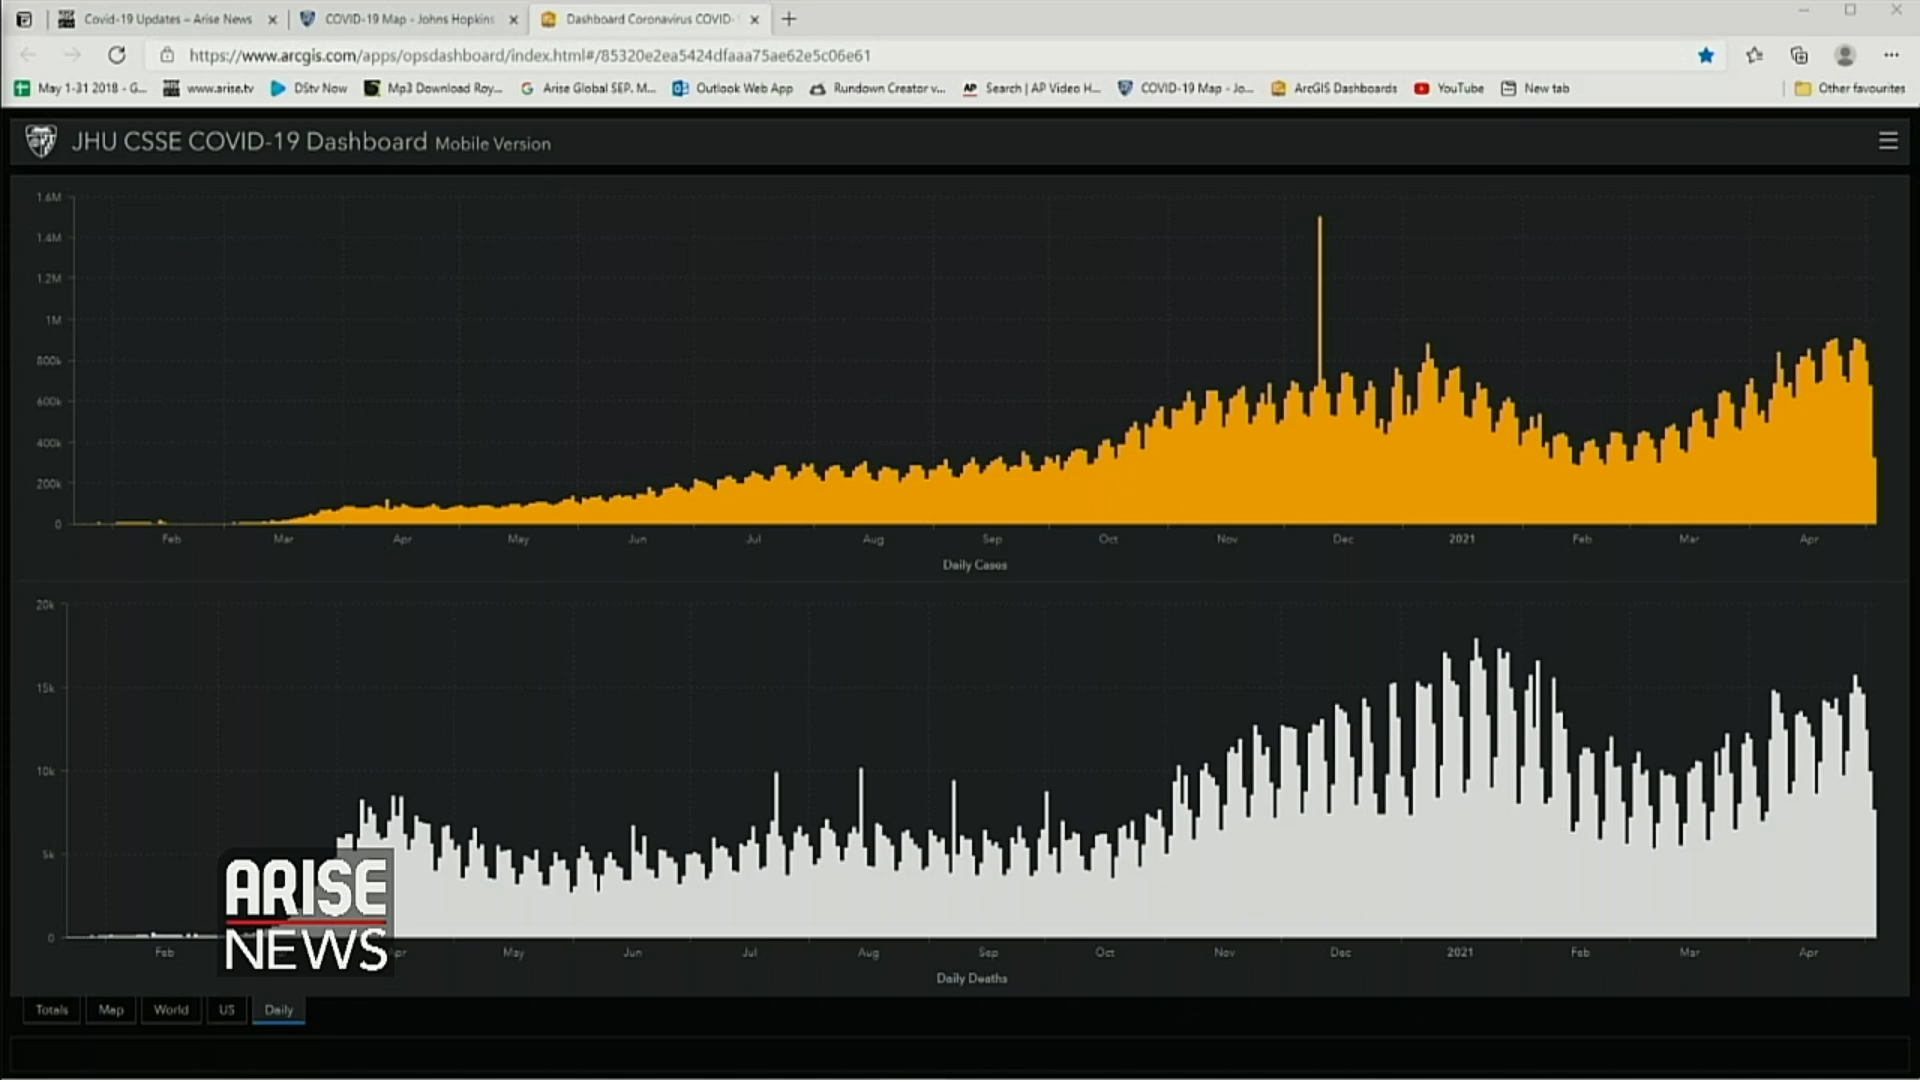 Covid-19 Updates – Arise News
COVID-19 Map - Johns Hopkins
Dashboard Coronavirus COVID-
https://www.arcgis.com/apps/opsdashboard/index.html#/85320e2ea5424dfaaa75ae62e5c06e61
May 1-31 2018 - G...
www.arise.tv
DStv Now
Mp3 Download Roy...
Arise Global SEP, M...
Outlook Web App
Rundown Creator v...
AP Search | AP Video H...
COVID-19 Map - Jo...
ArcGIS Dashboards
YouTube
New tab
Other favourites
JHU CSSE COVID-19 Dashboard Mobile Version
1.6M
1.4M
1.2M
1M
800k
600k
400k
200k
0
Feb Mar Apr May Jun Jul Aug Sep Oct Nov Dec 2021 Feb Mar Apr
Daily Cases
20k
15k
10k
5k
0
Feb Apr May Jun Jul Aug Sep Oct Nov Dec 2021 Feb Mar Apr
Daily Deaths
ARISE
NEWS
Totals Map World US Daily